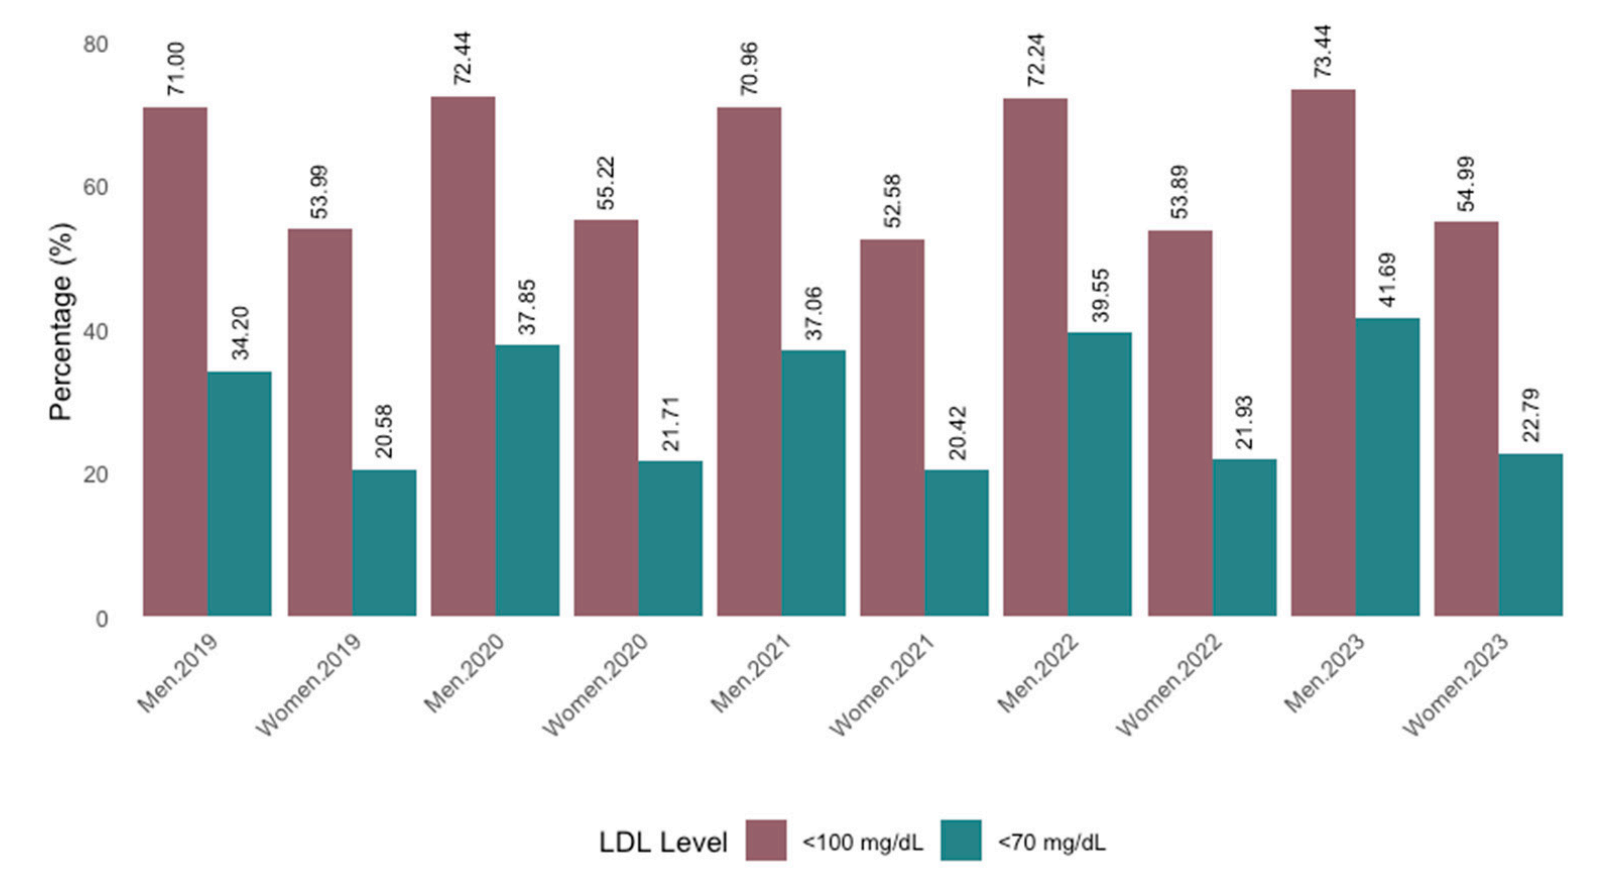 Percentage (%)
80
60
40
20
0
71.00
34.20
53.99
20.58
72.44
37.85
55.22
21.71
70.96
37.06
52.58
20.42
72.24
39.55
53.89
21.93
73.44
41.69
54.99
22.79
Men.2019
Women.2019
Men.2020
Women.2020
Men.2021
Women.2021
Men.2022
Women.2022
Men.2023
Women.2023
LDL Level <100 mg/dL <70 mg/dL